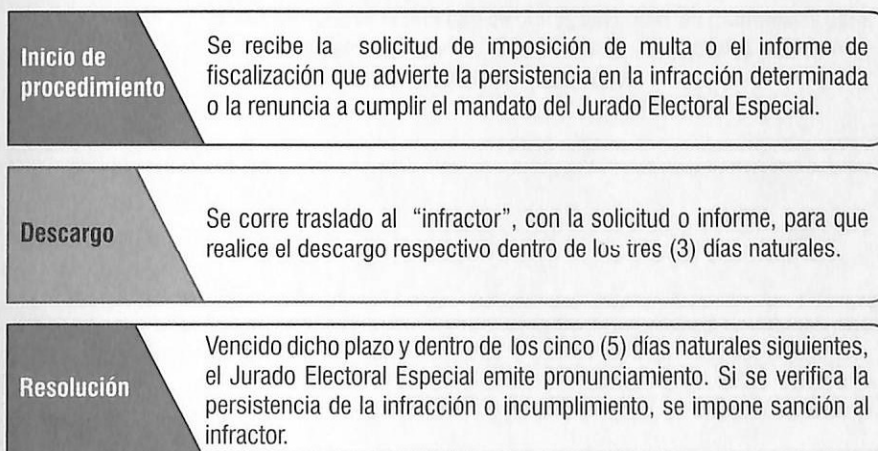 Inicio de
procedimiento
Se recibe la solicitud de imposición de multa o el informe de
fiscalización que advierte la persistencia en la infracción determinada
o la renuncia a cumplir el mandato del Jurado Electoral Especial.
Descargo
Se corre traslado al “infractor”, con la solicitud o informe, para que
realice el descargo respectivo dentro de los tres (3) días naturales.
Resolución
Vencido dicho plazo y dentro de los cinco (5) días naturales siguientes,
el Jurado Electoral Especial emite pronunciamiento. Si se verifica la
persistencia de la infracción o incumplimiento, se impone sanción al
infractor.